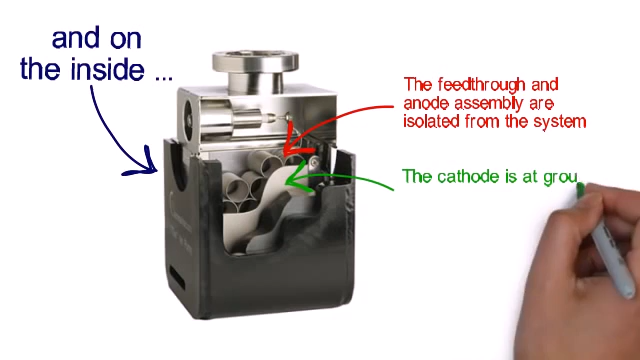 and on
the inside ...
The feedthrough and
anode assembly are
isolated from the system
The cathode is at grou